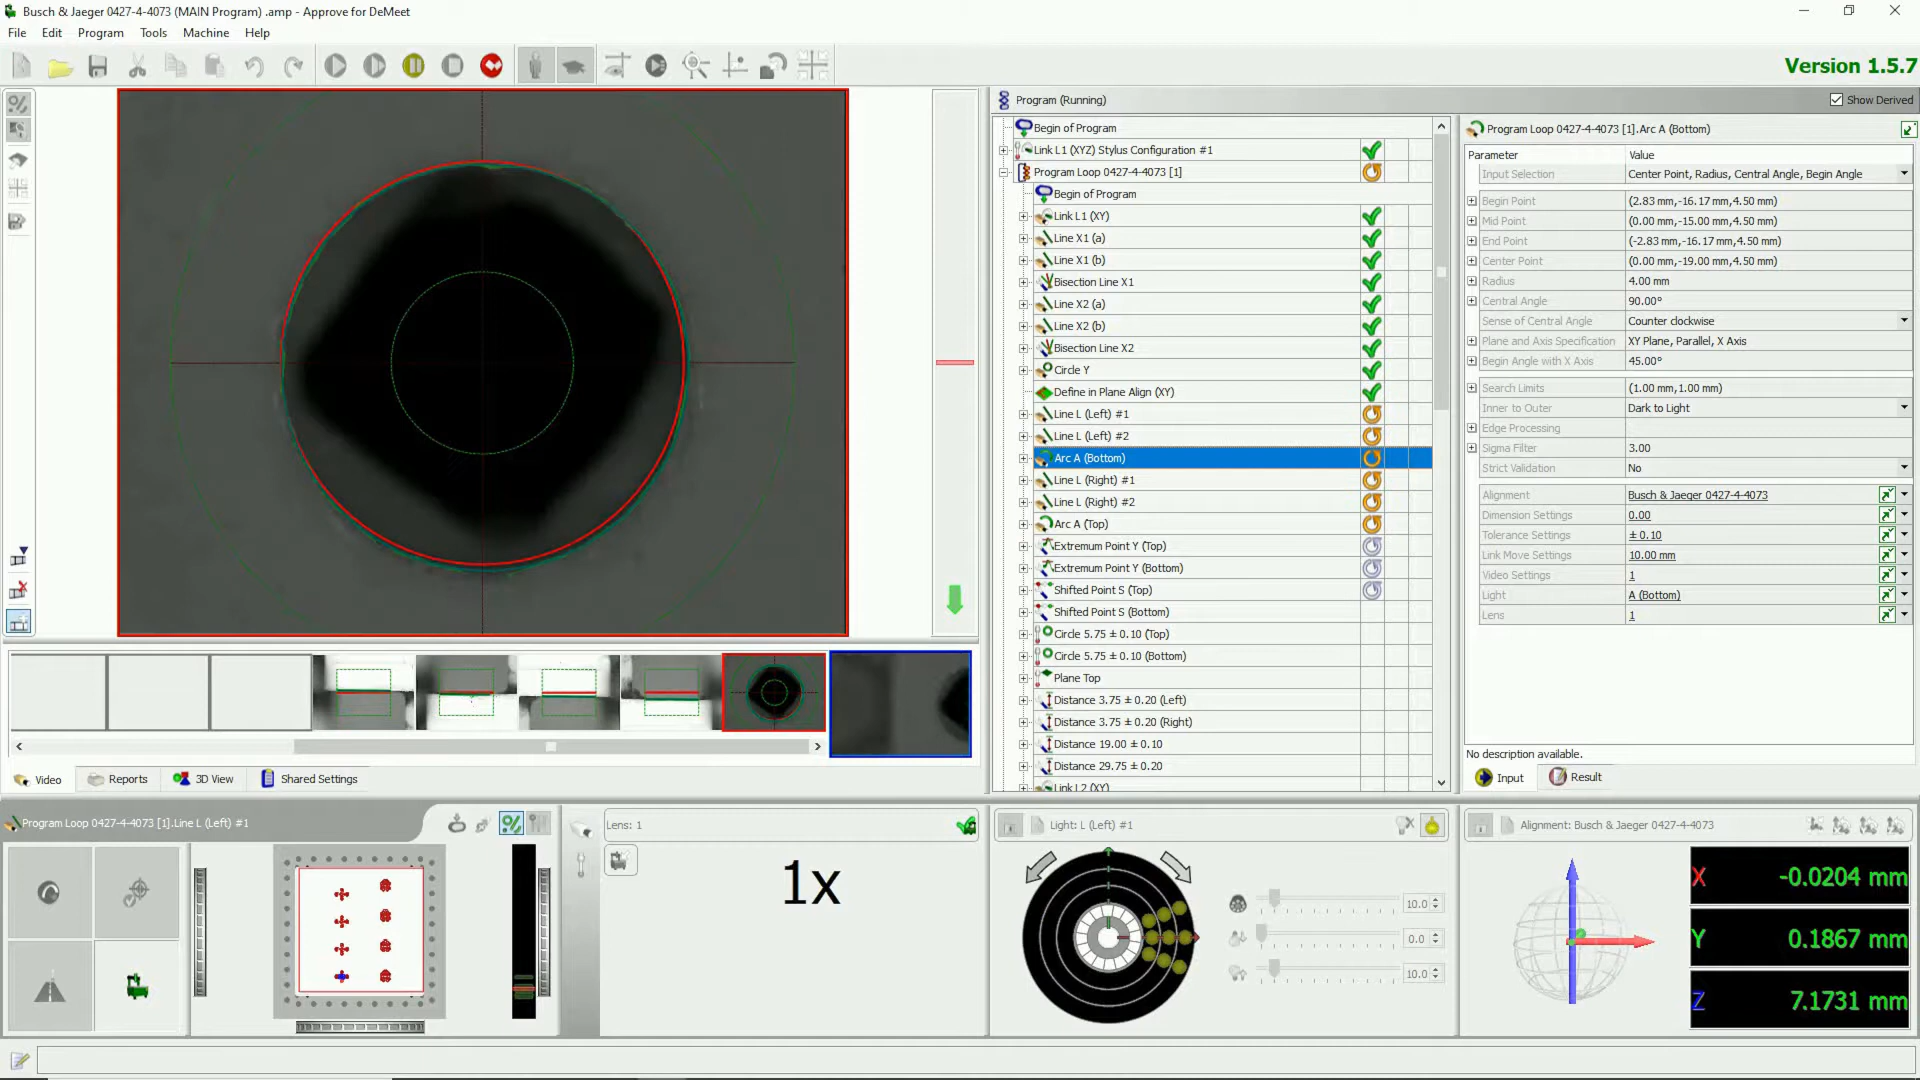 Busch & Jaeger 0427-4-4073 (MAIN Program) .amp - Approve for DeMeet
File Edit Program Tools Machine Help
Version 1.5.7
Program (Running)
Show Derived
Begin of Program
Link L1 (XYZ) Stylus Configuration #1
Program Loop 0427-4-4073 [1]
Begin of Program
Link L1 (XY)
Line X1 (a)
Line X1 (b)
Bisection Line X1
Line X2 (a)
Line X2 (b)
Bisection Line X2
Circle Y
Define in Plane Align (XY)
Line L (Left) #1
Line L (Left) #2
Arc A (Bottom)
Line L (Right) #1
Line L (Right) #2
Arc A (Top)
Extremum Point Y (Top)
Extremum Point Y (Bottom)
Shifted Point S (Top)
Shifted Point S (Bottom)
Circle 5.75 ± 0.10 (Top)
Circle 5.75 ± 0.10 (Bottom)
Plane Top
Distance 3.75 ± 0.20 (Left)
Distance 3.75 ± 0.20 (Right)
Distance 19.00 ± 0.10
Distance 29.75 ± 0.20
Link L2 (XY)
Program Loop 0427-4-4073 [1].Arc A (Bottom)
Parameter Value
Input Selection Center Point, Radius, Central Angle, Begin Angle
Begin Point (2.83 mm,-16.17 mm,4.50 mm)
Mid Point (0.00 mm,-15.00 mm,4.50 mm)
End Point (-2.83 mm,-16.17 mm,4.50 mm)
Center Point (0.00 mm,-19.00 mm,4.50 mm)
Radius 4.00 mm
Central Angle 90.00°
Sense of Central Angle Counter clockwise
Plane and Axis Specification XY Plane, Parallel, X Axis
Begin Angle with X Axis 45.00°
Search Limits (1.00 mm,1.00 mm)
Inner to Outer Dark to Light
Edge Processing
Sigma Filter 3.00
Strict Validation No
Alignment Busch & Jaeger 0427-4-4073
Dimension Settings 0.00
Tolerance Settings ± 0.10
Link Move Settings 10.00 mm
Video Settings 1
Light A (Bottom)
Lens 1
No description available.
Input Result
Video Reports 3D View Shared Settings
Program Loop 0427-4-4073 [1].Line L (Left) #1
Lens: 1
1x
Light: L (Left) #1
10.0
0.0
10.0
Alignment: Busch & Jaeger 0427-4-4073
X -0.0204 mm
Y 0.1867 mm
Z 7.1731 mm